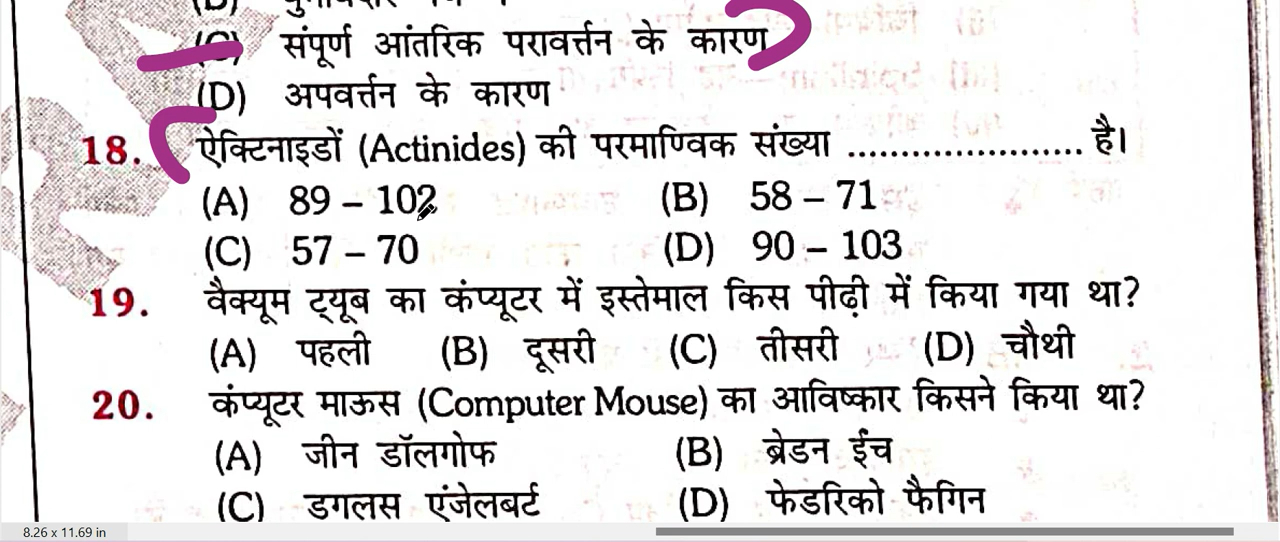 (C) संपूर्ण आंतरिक परावर्त्तन के कारण
(D) अपवर्त्तन के कारण
18. ऐक्टिनाइडों (Actinides) की परमाण्विक संख्या ...................... है।
(A) 89 – 102 (B) 58 – 71
(C) 57 – 70 (D) 90 – 103
19. वैक्यूम ट्यूब का कंप्यूटर में इस्तेमाल किस पीढ़ी में किया गया था?
(A) पहली (B) दूसरी (C) तीसरी (D) चौथी
20. कंप्यूटर माऊस (Computer Mouse) का आविष्कार किसने किया था?
(A) जीन डॉलगोफ (B) ब्रेडन ईंच
(C) डगलस एंजेलबर्ट (D) फेडरिको फैगिन
8.26 x 11.69 in